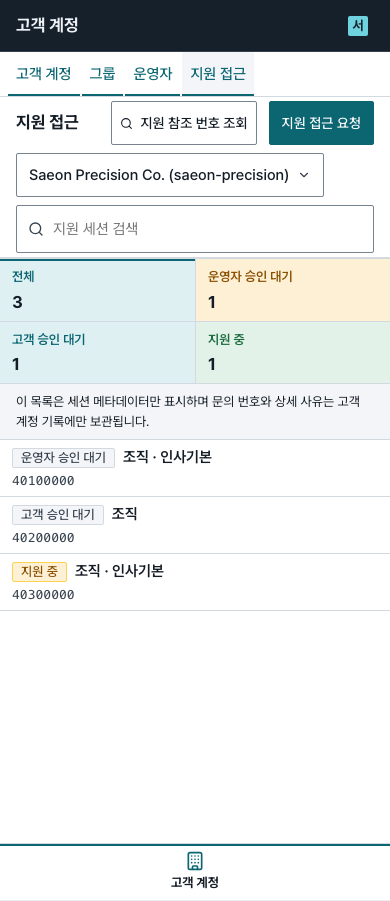 고객 계정
서
고객 계정
그룹
운영자
지원 접근
지원 접근
지원 참조 번호 조회
지원 접근 요청
Saeon Precision Co. (saeon-precision)
지원 세션 검색
전체
3
운영자 승인 대기
1
고객 승인 대기
1
지원 중
1
이 목록은 세션 메타데이터만 표시하며 문의 번호와 상세 사유는 고객
계정 기록에만 보관됩니다.
운영자 승인 대기 조직 · 인사기본
40100000
고객 승인 대기 조직
40200000
지원 중 조직 · 인사기본
40300000
고객 계정